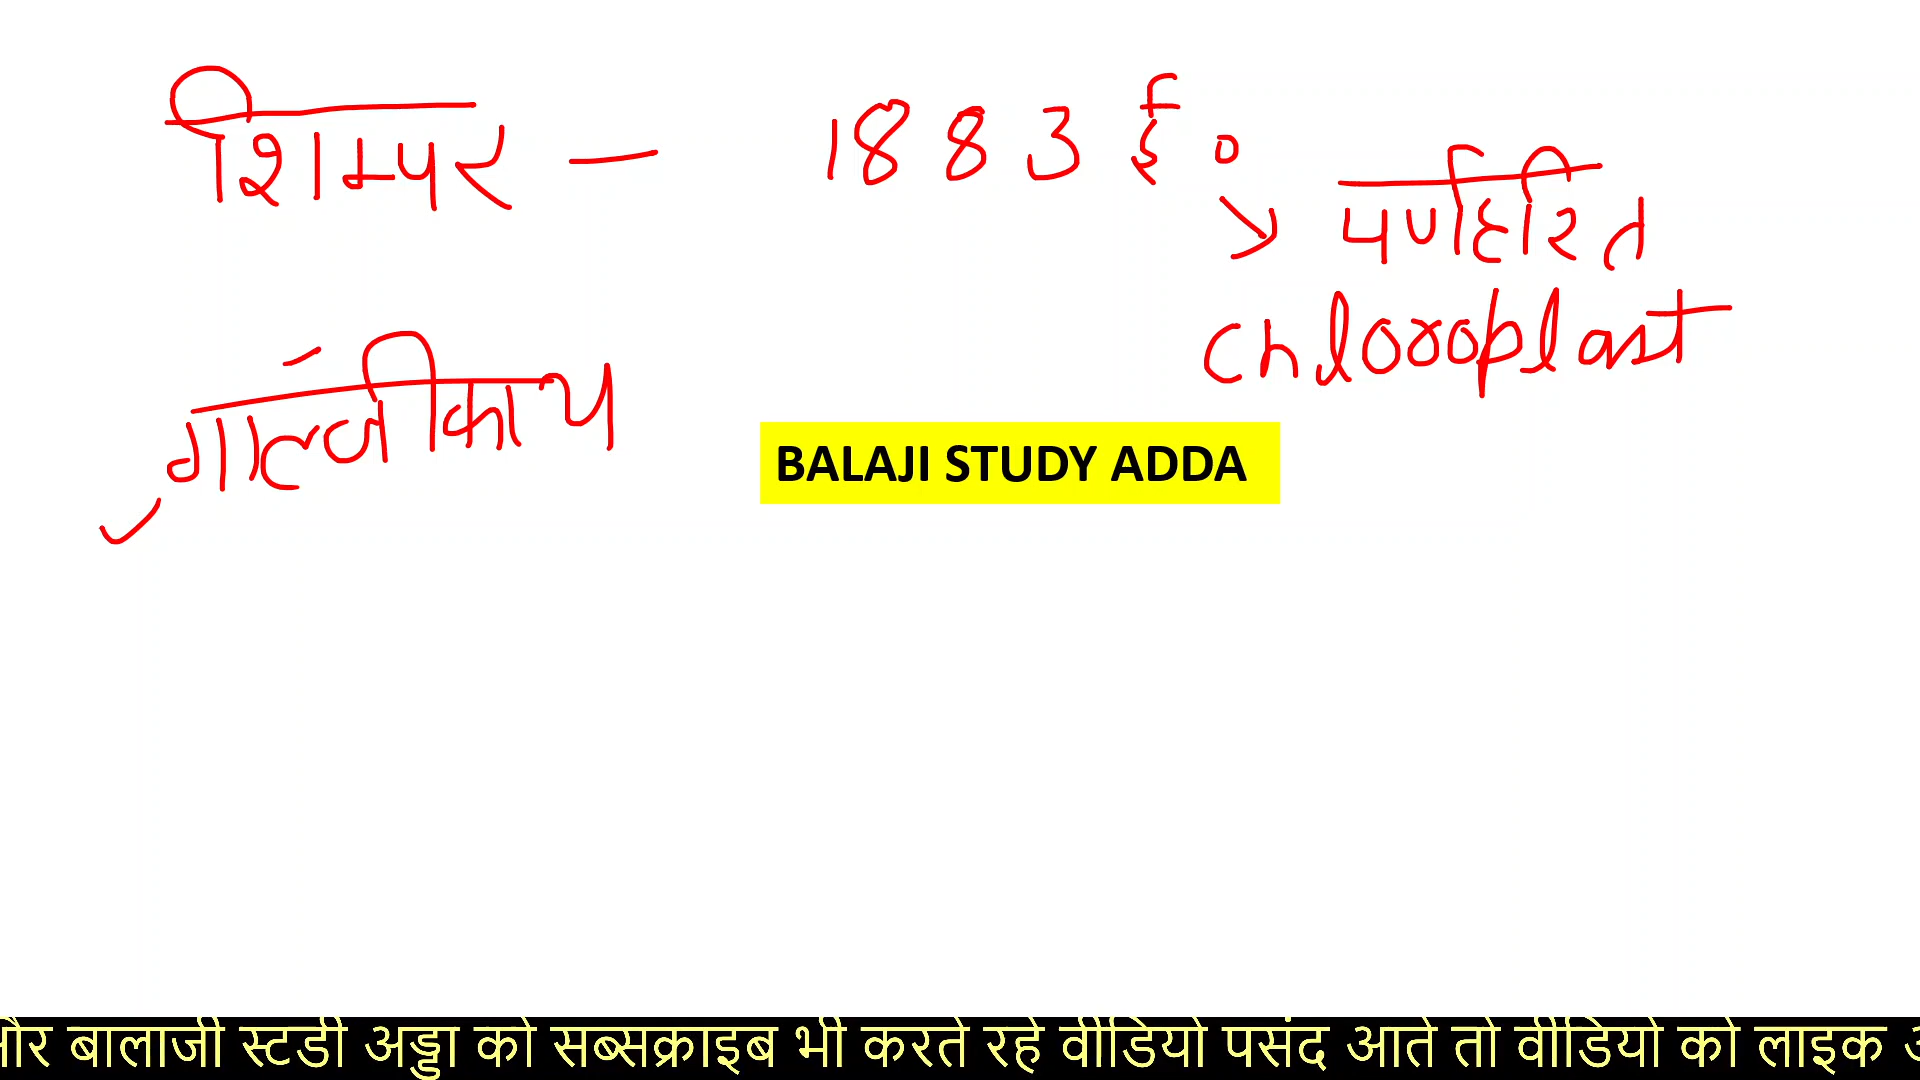 शिम्पर — 1883 ई०
→ पर्णहरित
chloroplast
गाल्जीकाय
BALAJI STUDY ADDA
और बालाजी स्टडी अड्डा को सब्सक्राइब भी करते रहे वीडियो पसंद आते तो वीडियो को लाइक